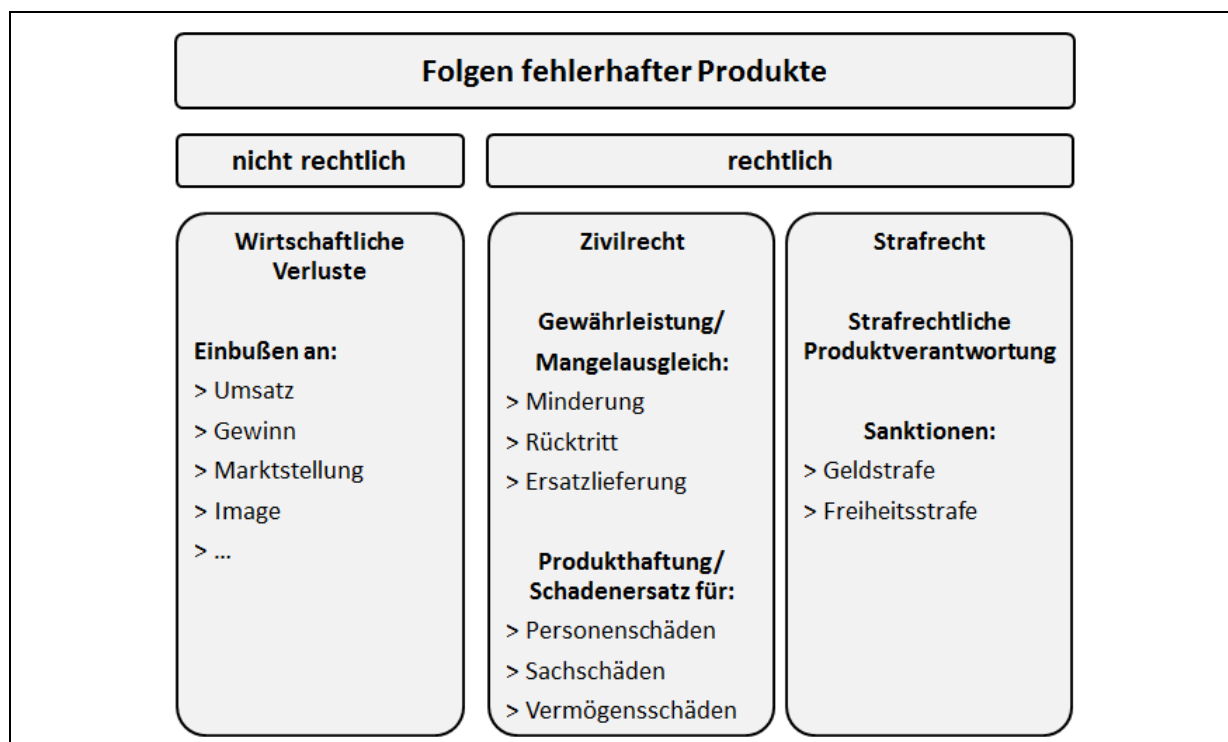 Folgen fehlerhafter Produkte
nicht rechtlich
rechtlich
Wirtschaftliche
Verluste
Einbußen an:
> Umsatz
> Gewinn
> Marktstellung
> Image
> ...
Zivilrecht
Gewährleistung/
Mangelausgleich:
> Minderung
> Rücktritt
> Ersatzlieferung
Produkthaftung/
Schadenersatz für:
> Personenschäden
> Sachschäden
> Vermögensschäden
Strafrecht
Strafrechtliche
Produktverantwortung
Sanktionen:
> Geldstrafe
> Freiheitsstrafe